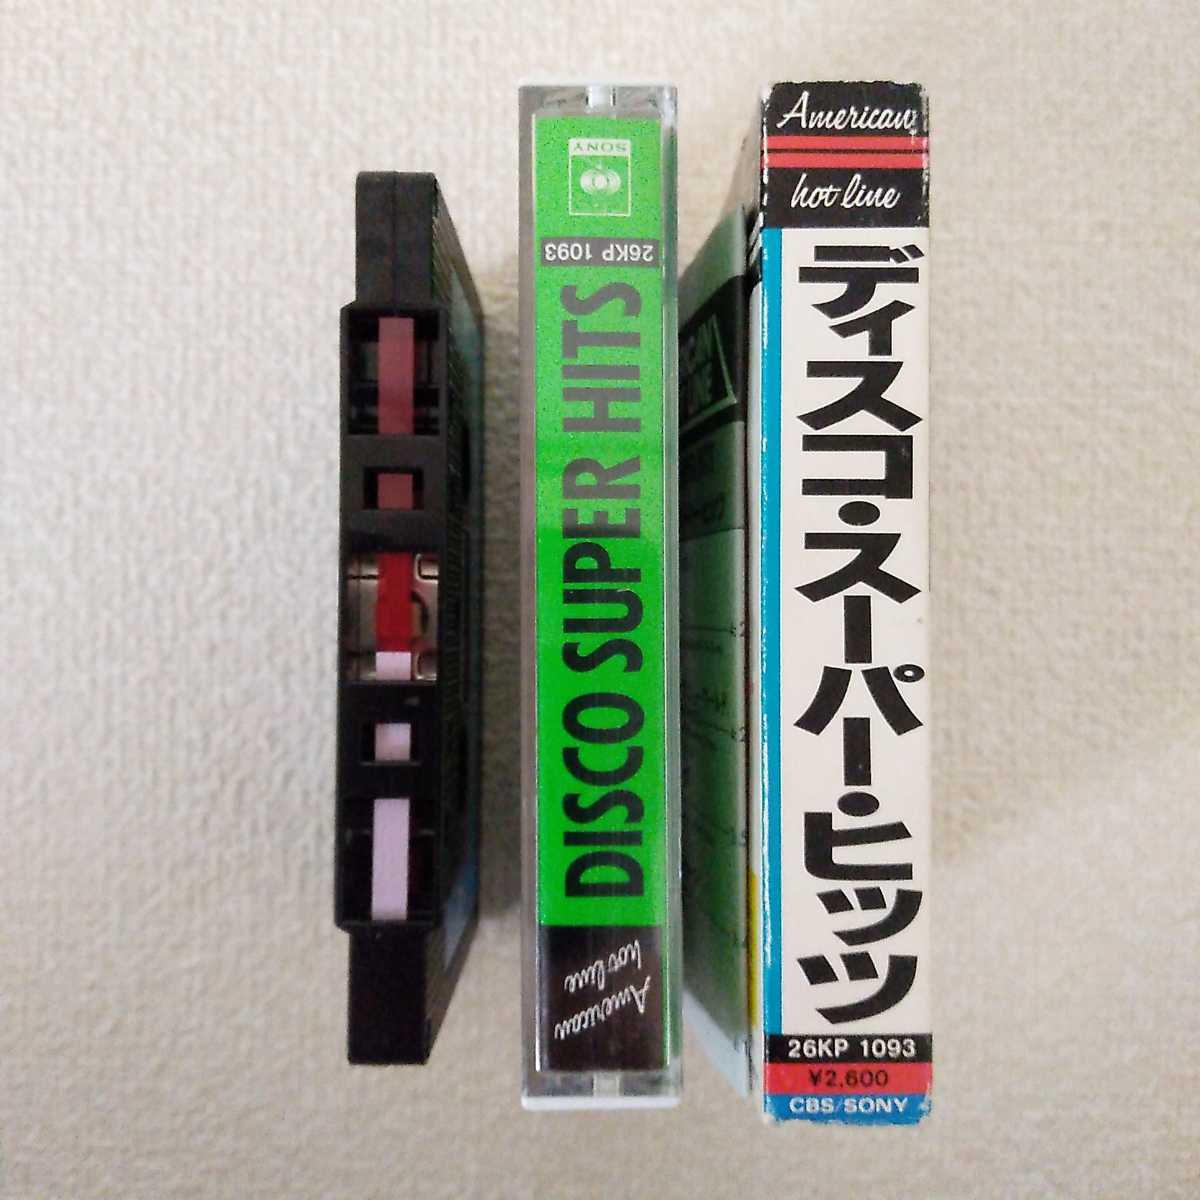 SONY
26KP 1093
DISCO SUPER HITS
American
hot line
American
hot line
ディスコ・スーパー・ヒッツ
26KP 1093
¥2,600
CBS/SONY